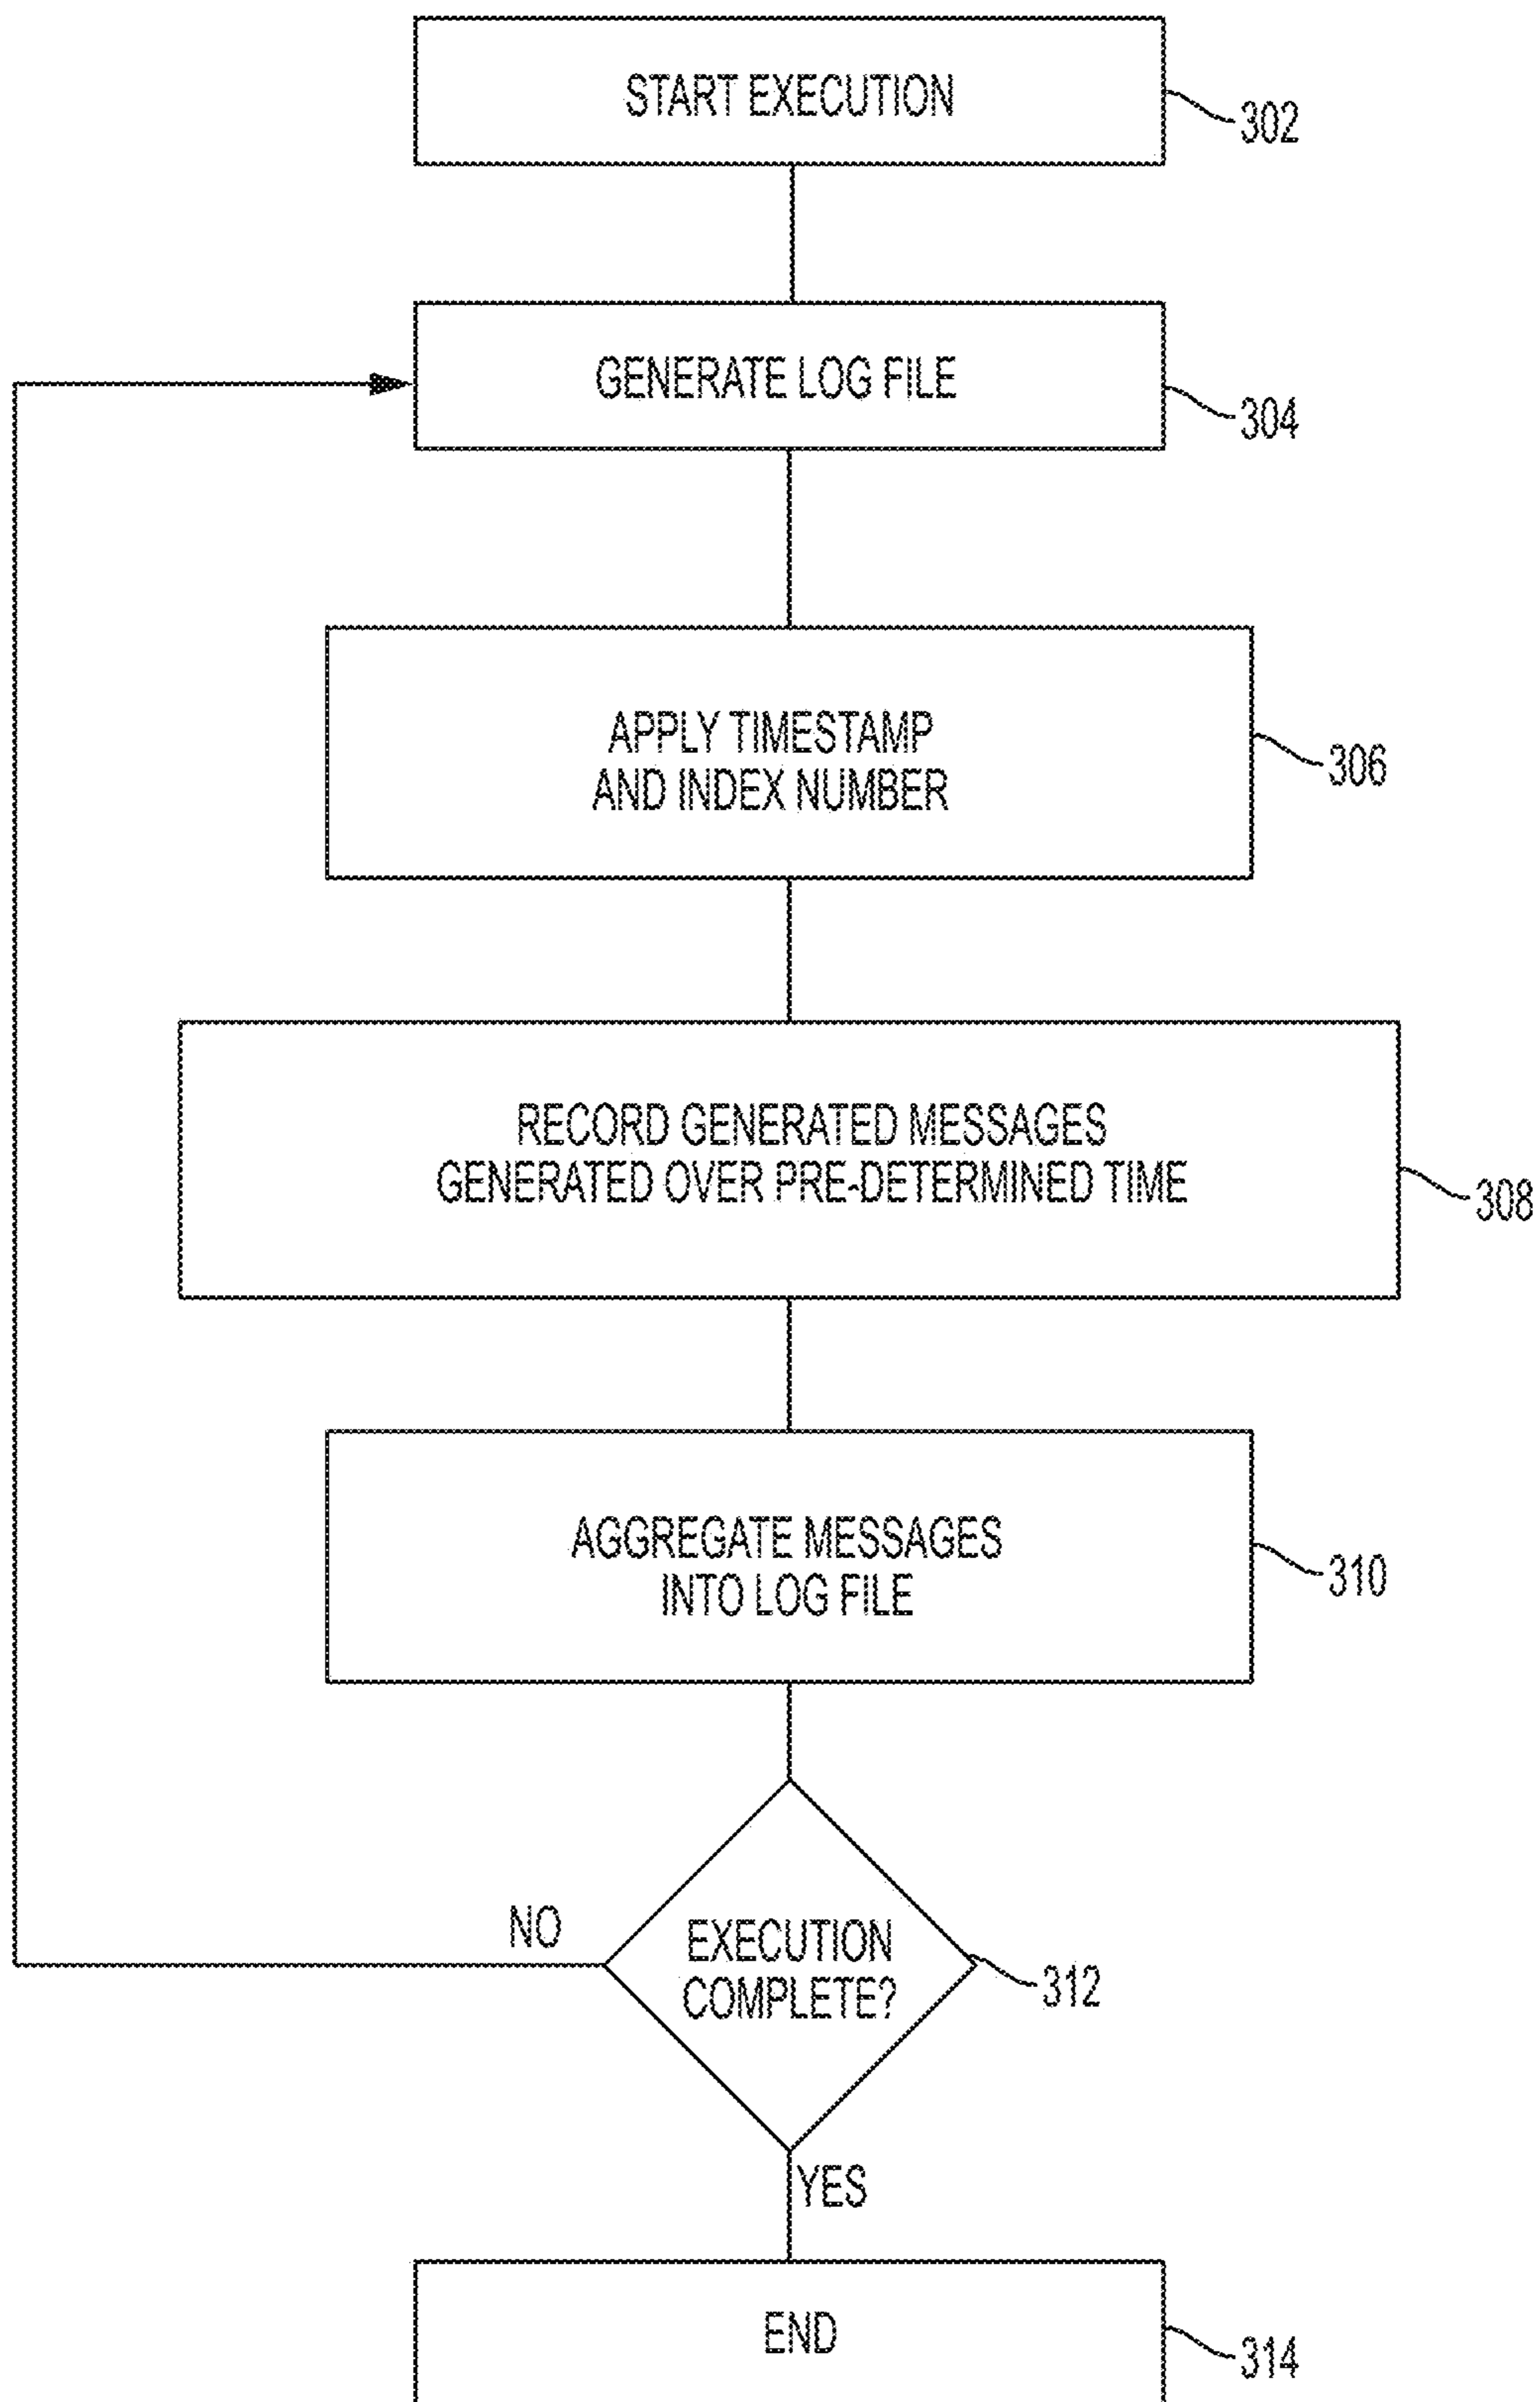 START EXECUTION
302
GENERATE LOG FILE
304
APPLY TIMESTAMP
AND INDEX NUMBER
306
RECORD GENERATED MESSAGES
GENERATED OVER PRE-DETERMINED TIME
308
AGGREGATE MESSAGES
INTO LOG FILE
310
NO
EXECUTION
COMPLETE?
312
YES
END
314